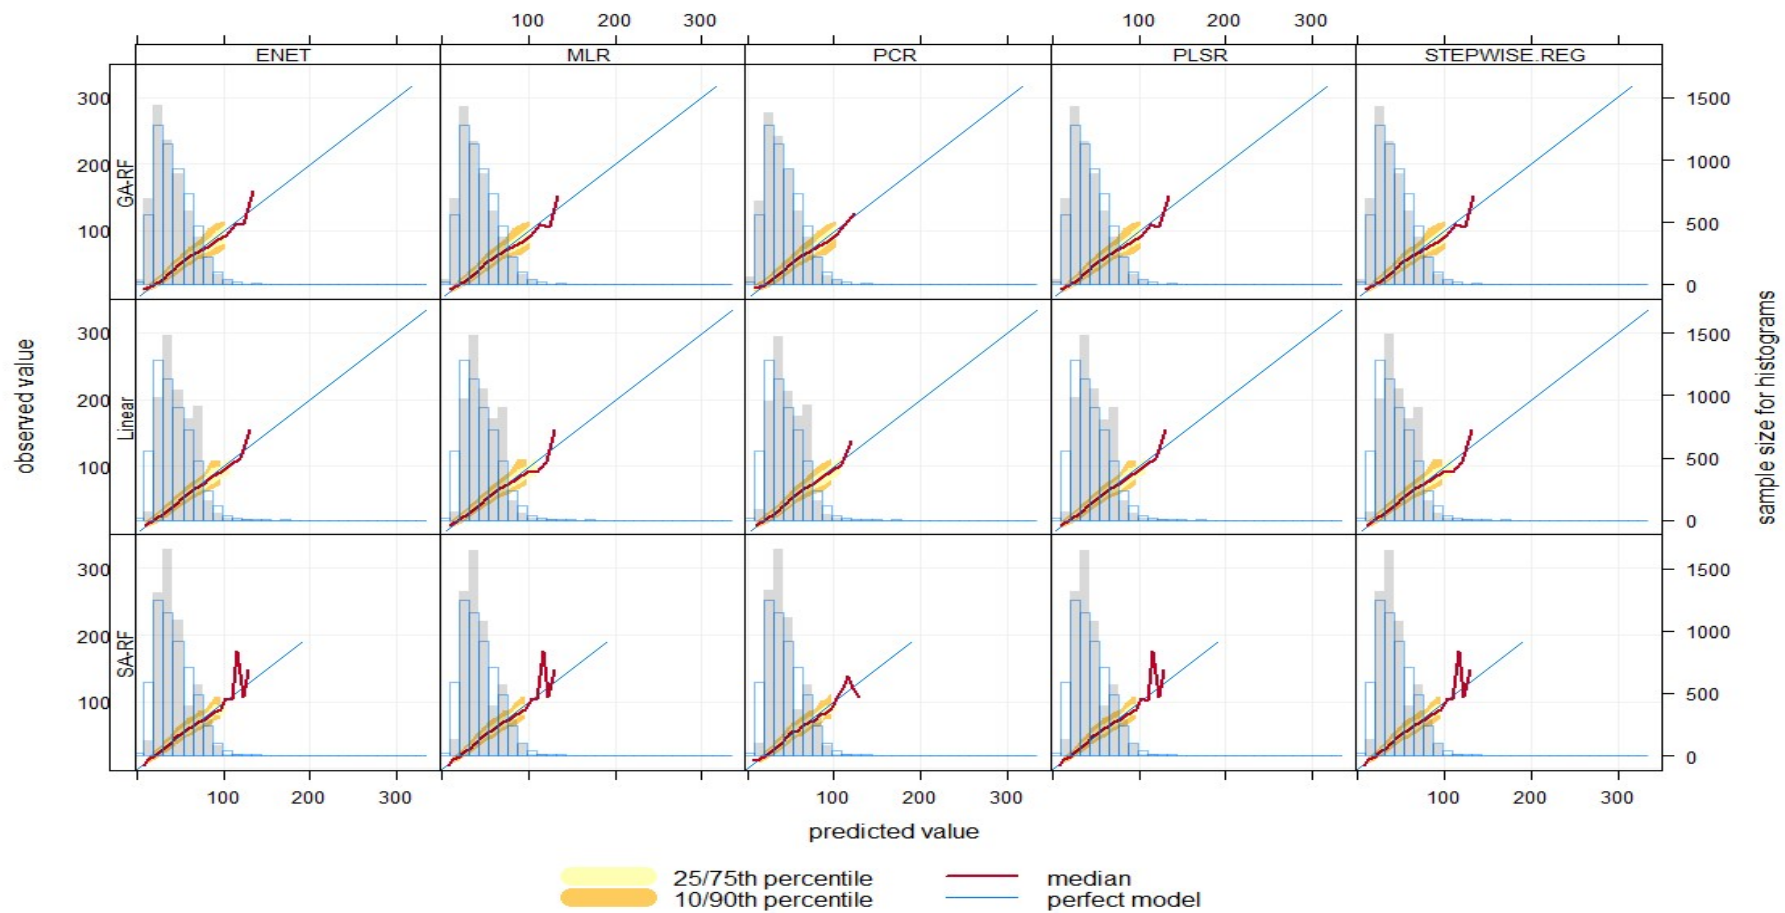 100 200 300 100 200 300
ENET MLR PCR PLSR STEPWISE.REG
300 1500
200 1000
GA-RF
100 500
0
300 1500
observed value
sample size for histograms
200 1000
Linear
100 500
0
300 1500
200 1000
SA-RF
100 500
0
100 200 300 100 200 300 100 200 300
predicted value
25/75th percentile median
10/90th percentile perfect model